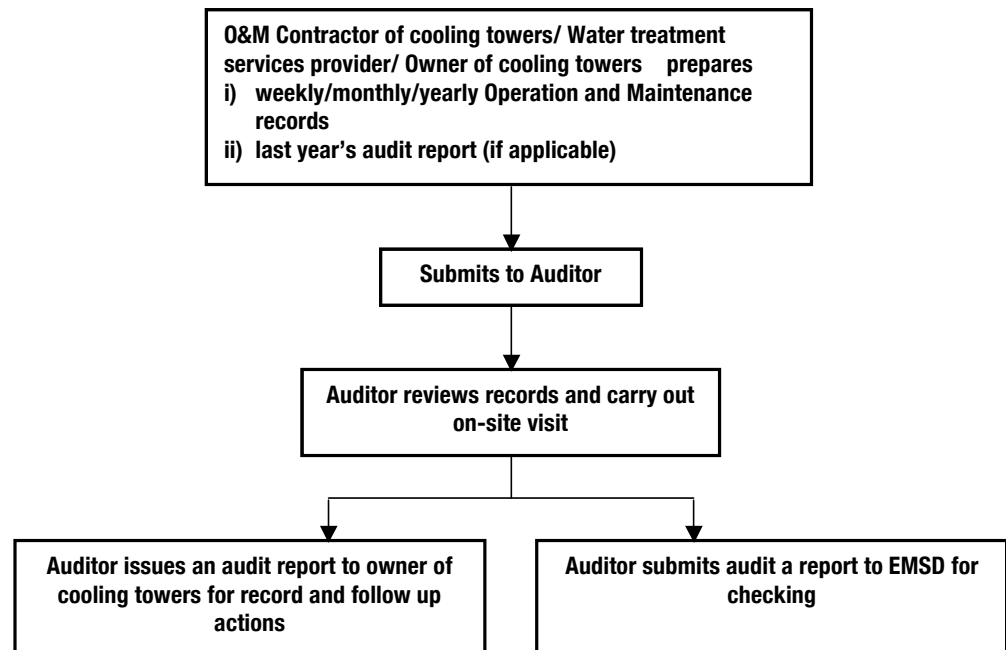 O&M Contractor of cooling towers/ Water treatment
services provider/ Owner of cooling towers prepares
i) weekly/monthly/yearly Operation and Maintenance
records
ii) last year's audit report (if applicable)
Submits to Auditor
Auditor reviews records and carry out
on-site visit
Auditor issues an audit report to owner of
cooling towers for record and follow up
actions
Auditor submits audit a report to EMSD for
checking